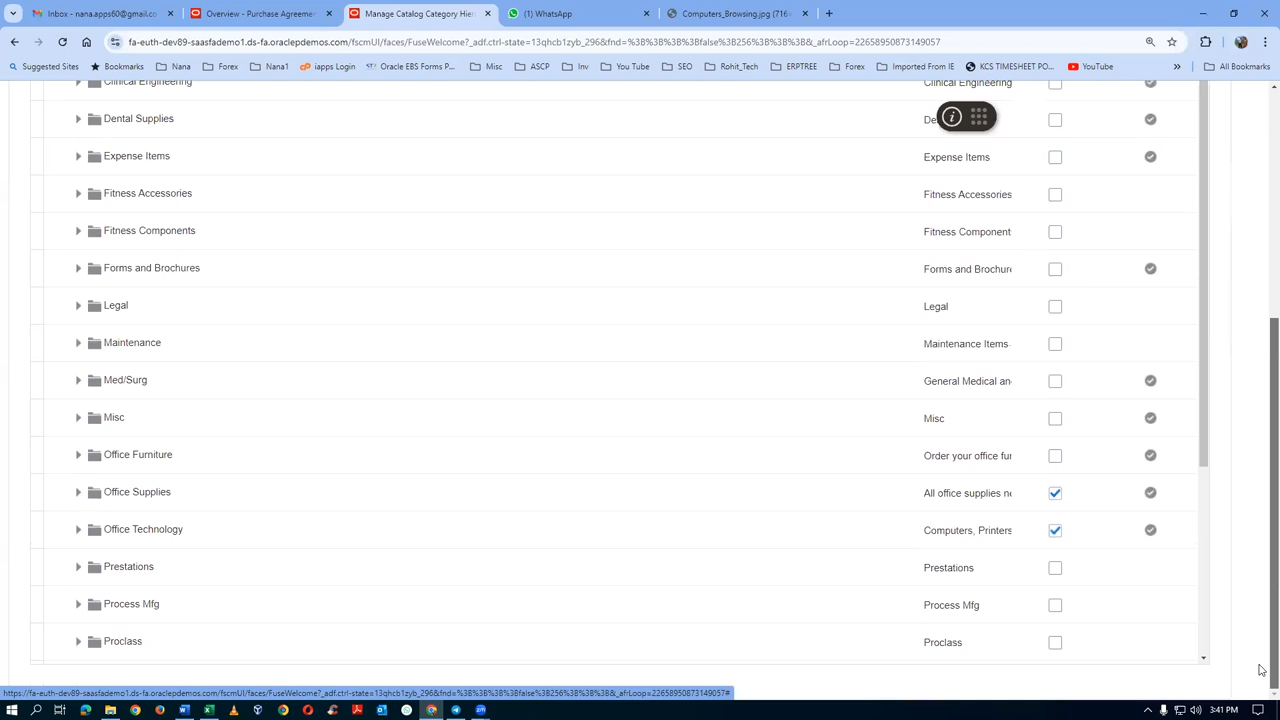 Inbox - nana.apps60@gmail.co
Overview - Purchase Agreeme
Manage Catalog Category Hier
(1) WhatsApp
Computers_Browsing.jpg (716×
fa-euth-dev89-saasfademo1.ds-fa.oraclepdemos.com/fscmUI/faces/FuseWelcome?_adf.ctrl-state=13qhcb1zyb_296&fnd=%3B%3B%3B%3Bfalse%3B256%3B%3B%3B&_afrLoop=22658950873149057
Suggested Sites
Bookmarks
Nana
Forex
Nana1
iapps Login
Oracle EBS Forms P...
Misc
ASCP
Inv
You Tube
SEO
Rohit_Tech
ERPTREE
Forex
Imported From IE
KCS TIMESHEET PO...
YouTube
All Bookmarks
Clinical Engineering Clinical Engineering
Dental Supplies De
Expense Items Expense Items
Fitness Accessories Fitness Accessories
Fitness Components Fitness Component
Forms and Brochures Forms and Brochure
Legal Legal
Maintenance Maintenance Items
Med/Surg General Medical an
Misc Misc
Office Furniture Order your office fur
Office Supplies All office supplies ne
Office Technology Computers, Printers
Prestations Prestations
Process Mfg Process Mfg
Proclass Proclass
https://fa-euth-dev89-saasfademo1.ds-fa.oraclepdemos.com/fscmUI/faces/FuseWelcome?_adf.ctrl-state=13qhcb1zyb_296&fnd=%3B%3B%3B%3Bfalse%3B256%3B%3B%3B&_afrLoop=22658950873149057#
3:41 PM